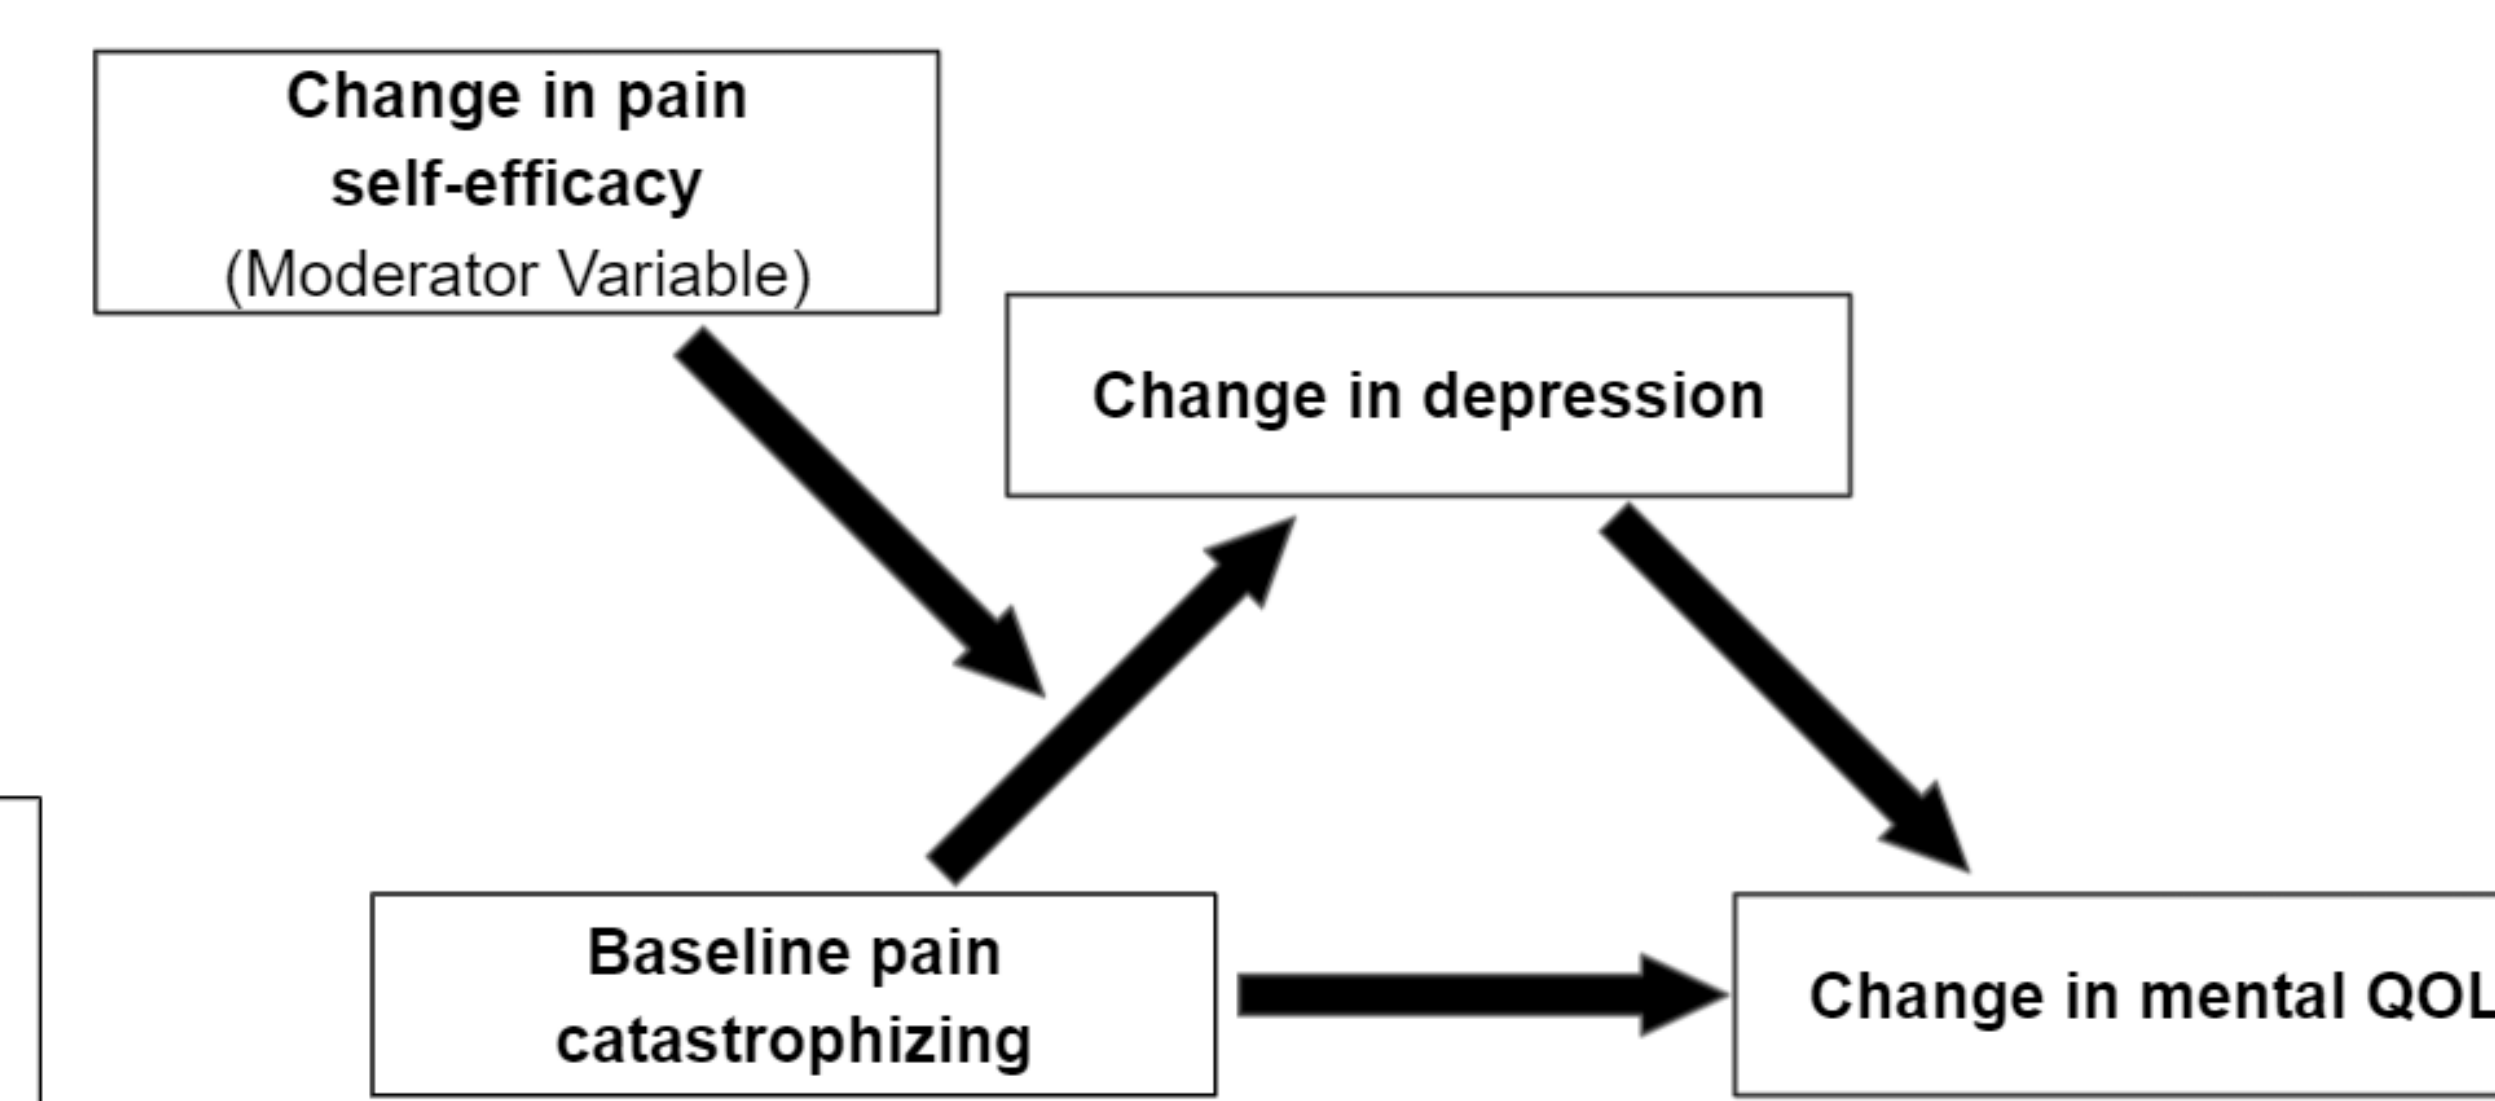 Change in pain
self-efficacy
(Moderator Variable)
Change in depression
Baseline pain
catastrophizing
Change in mental QOL